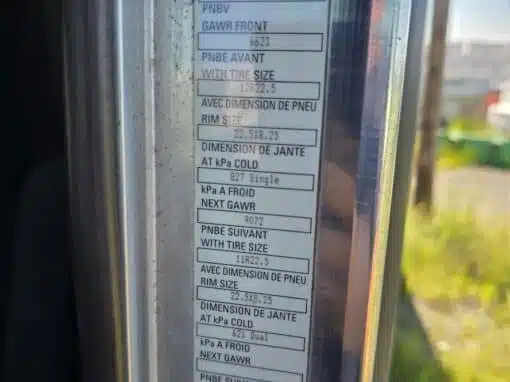 PNBV
GAWR FRONT
PNBE AVANT
WITH TIRE SIZE
AVEC DIMENSION DE PNEU
RIM SIZE
22.5X8.25
DIMENSION DE JANTE
AT kPa COLD
827 Single
kPa A FROID
NEXT GAWR
9072
PNBE SUIVANT
WITH TIRE SIZE
11R22.5
AVEC DIMENSION DE PNEU
RIM SIZE
22.5X8.25
DIMENSION DE JANTE
AT kPa COLD
621 Dual
kPa A FROID
NEXT GAWR
PNBE SUIVANT